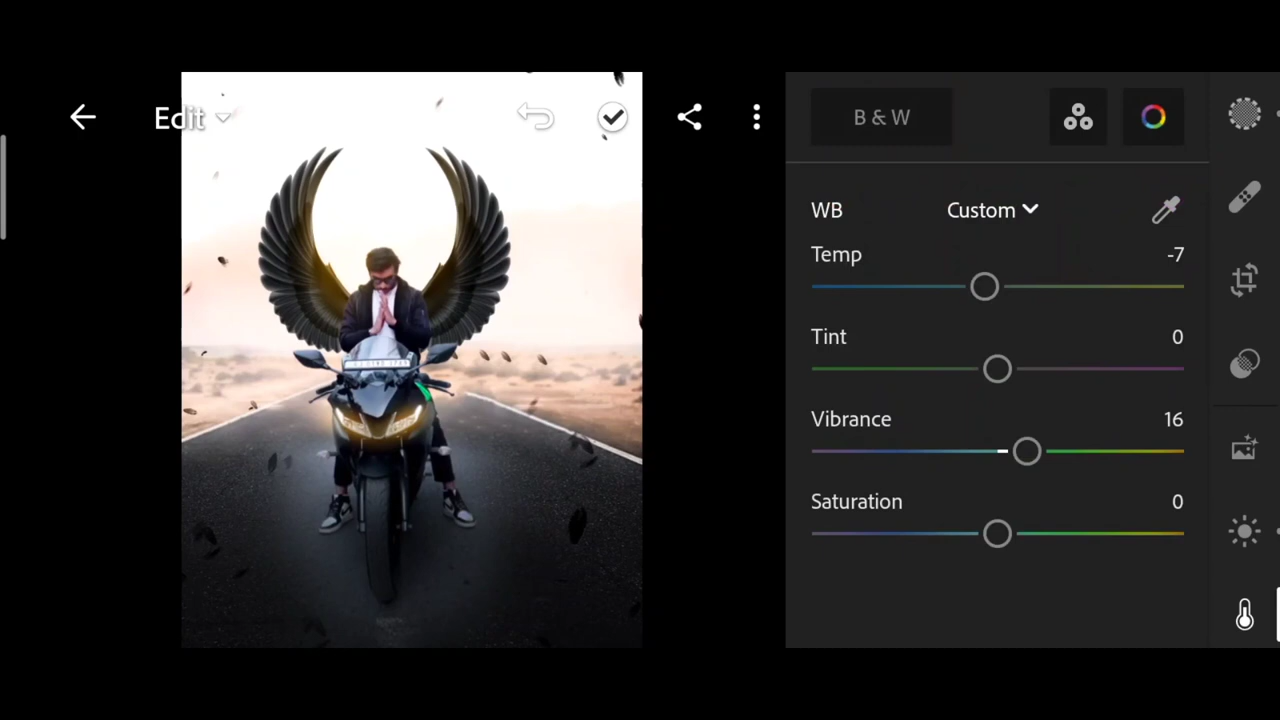 Edit
B & W
WB Custom
Temp -7
Tint 0
Vibrance 16
Saturation 0